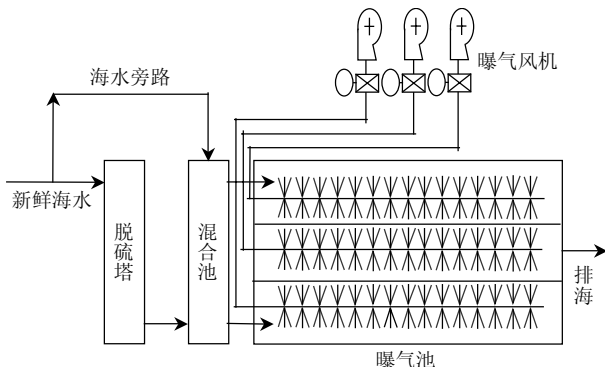 曝气风机
海水旁路
新鲜海水
脱硫塔
混合池
排海
曝气池